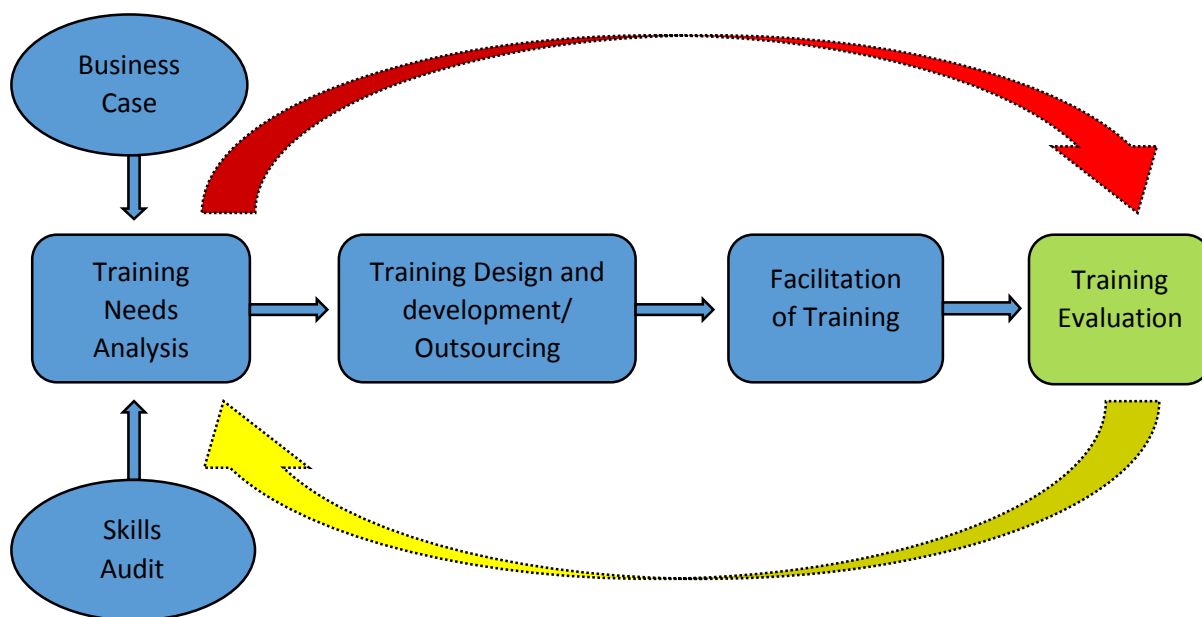 Business
Case
Training
Needs
Analysis
Training Design and
development/
Outsourcing
Facilitation
of Training
Training
Evaluation
Skills
Audit